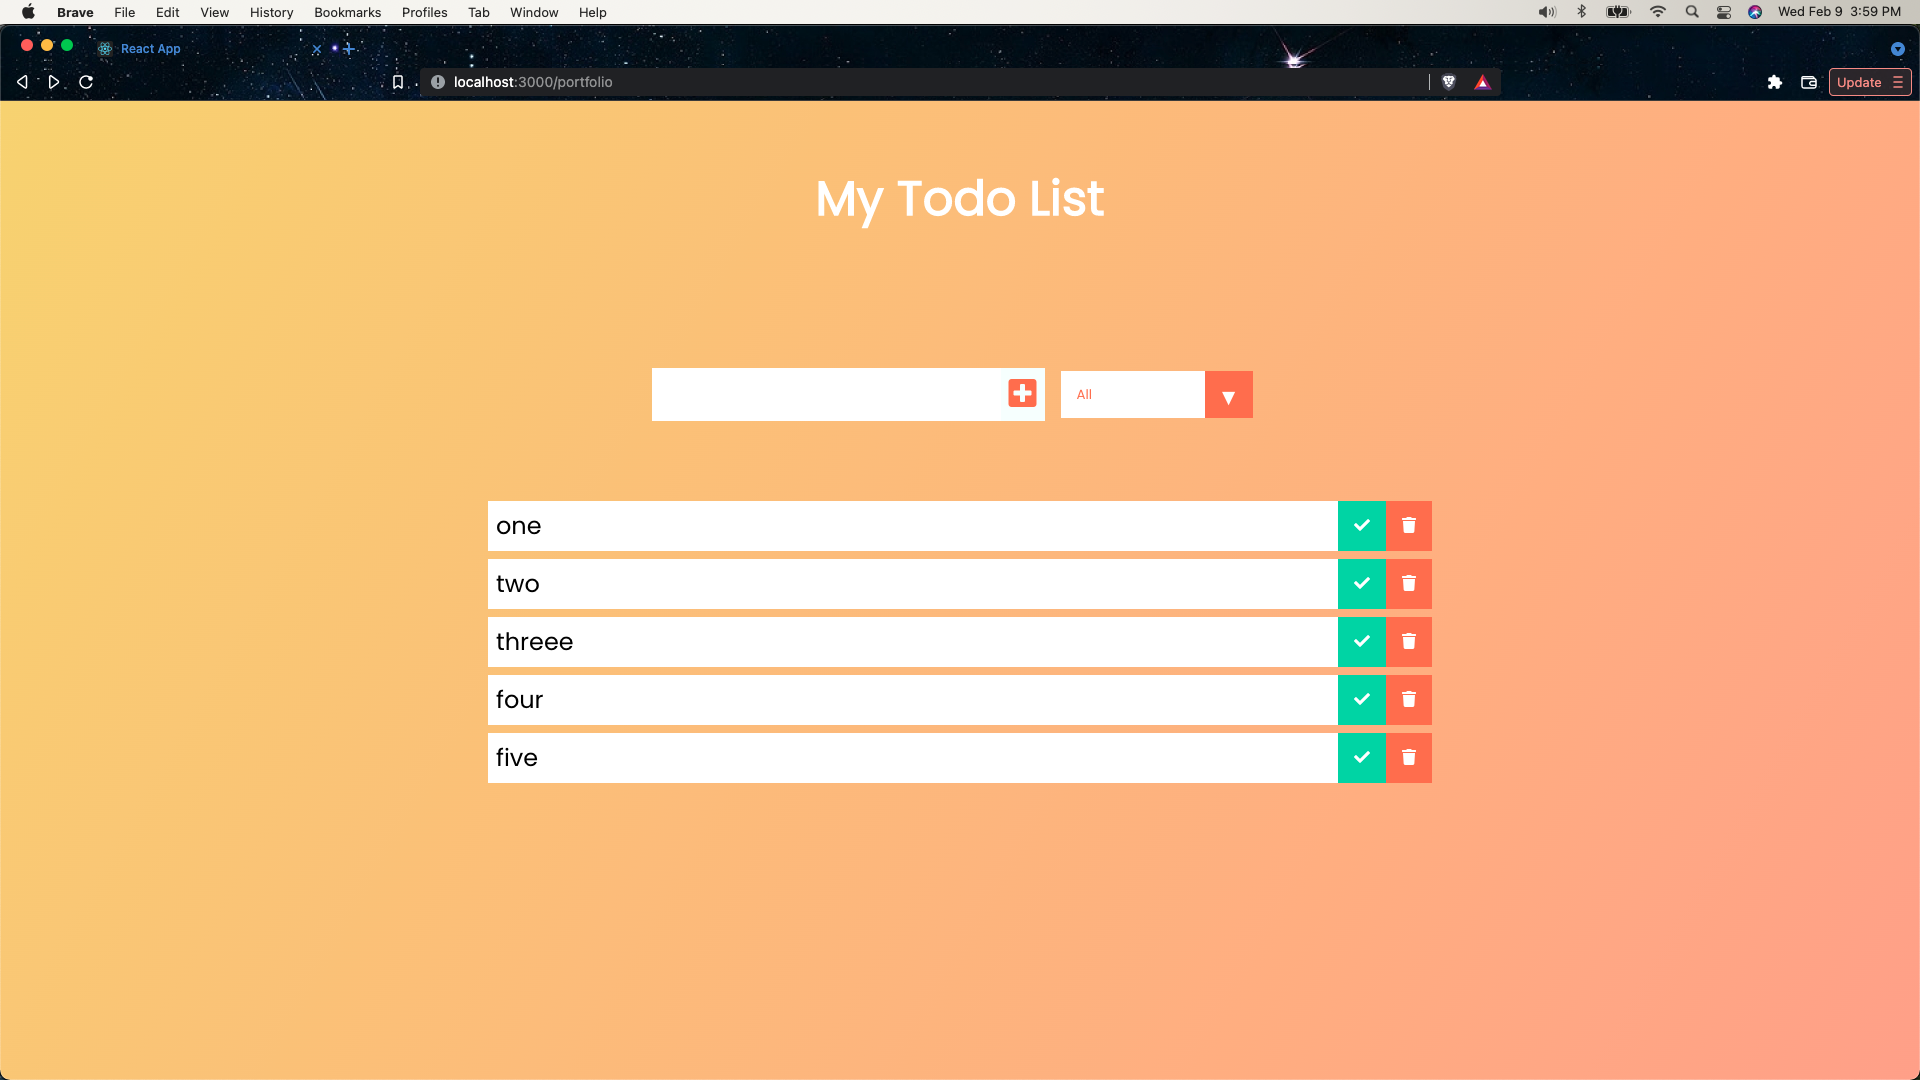 Brave File Edit View History Bookmarks Profiles Tab Window Help Wed Feb 9 3:59 PM
React App
localhost:3000/portfolio Update
My Todo List
All
one
two
threee
four
five